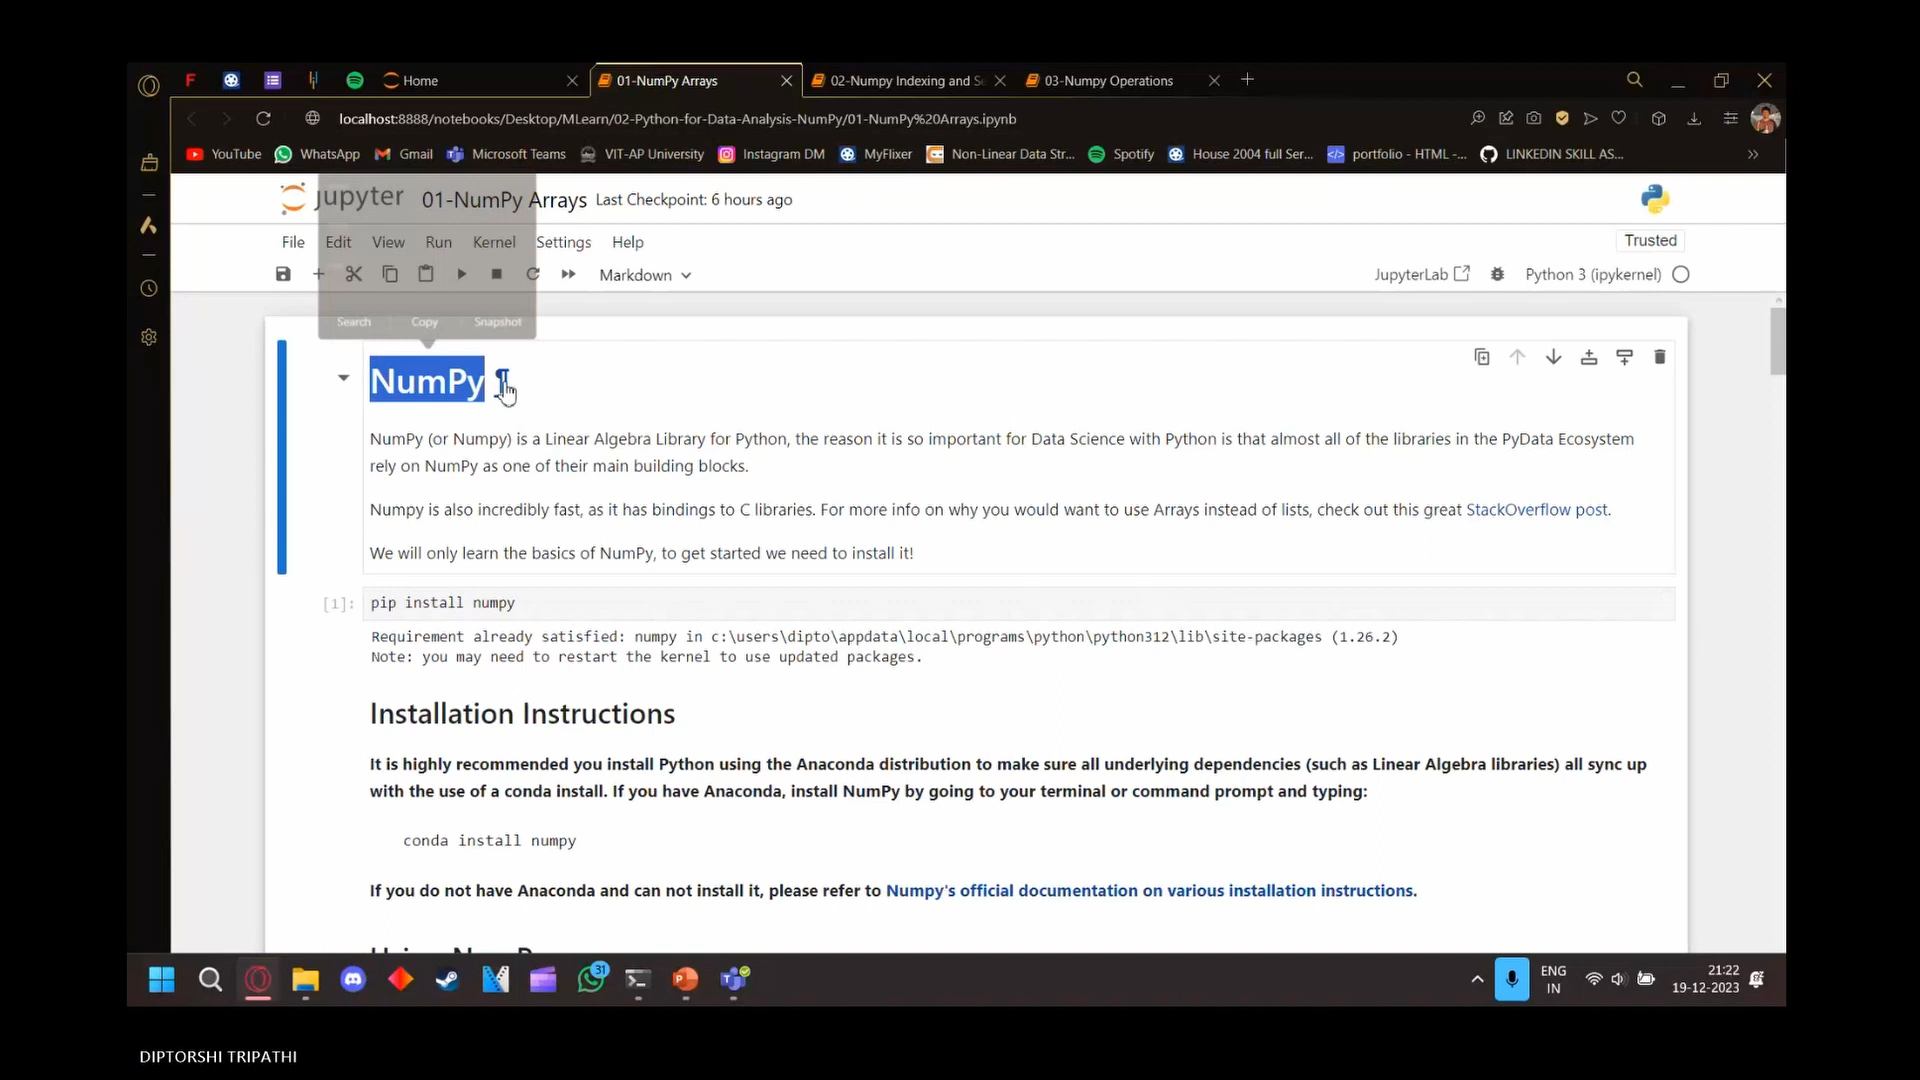 Home
01-NumPy Arrays
02-Numpy Indexing and Se
03-Numpy Operations
localhost:8888/notebooks/Desktop/MLearn/02-Python-for-Data-Analysis-NumPy/01-NumPy%20Arrays.ipynb
YouTube WhatsApp Gmail Microsoft Teams VIT-AP University Instagram DM MyFlixer Non-Linear Data Str... Spotify House 2004 full Ser... portfolio - HTML -... LINKEDIN SKILL AS...
jupyter 01-NumPy Arrays Last Checkpoint: 6 hours ago
File Edit View Run Kernel Settings Help
Trusted
Markdown
JupyterLab
Python 3 (ipykernel)
Search Copy Snapshot
NumPy ¶
NumPy (or Numpy) is a Linear Algebra Library for Python, the reason it is so important for Data Science with Python is that almost all of the libraries in the PyData Ecosystem
rely on NumPy as one of their main building blocks.
Numpy is also incredibly fast, as it has bindings to C libraries. For more info on why you would want to use Arrays instead of lists, check out this great StackOverflow post.
We will only learn the basics of NumPy, to get started we need to install it!
[1]: pip install numpy
Requirement already satisfied: numpy in c:\users\dipto\appdata\local\programs\python\python312\lib\site-packages (1.26.2)
Note: you may need to restart the kernel to use updated packages.
Installation Instructions
It is highly recommended you install Python using the Anaconda distribution to make sure all underlying dependencies (such as Linear Algebra libraries) all sync up
with the use of a conda install. If you have Anaconda, install NumPy by going to your terminal or command prompt and typing:
conda install numpy
If you do not have Anaconda and can not install it, please refer to Numpy's official documentation on various installation instructions.
31
ENG
IN
21:22
19-12-2023
DIPTORSHI TRIPATHI